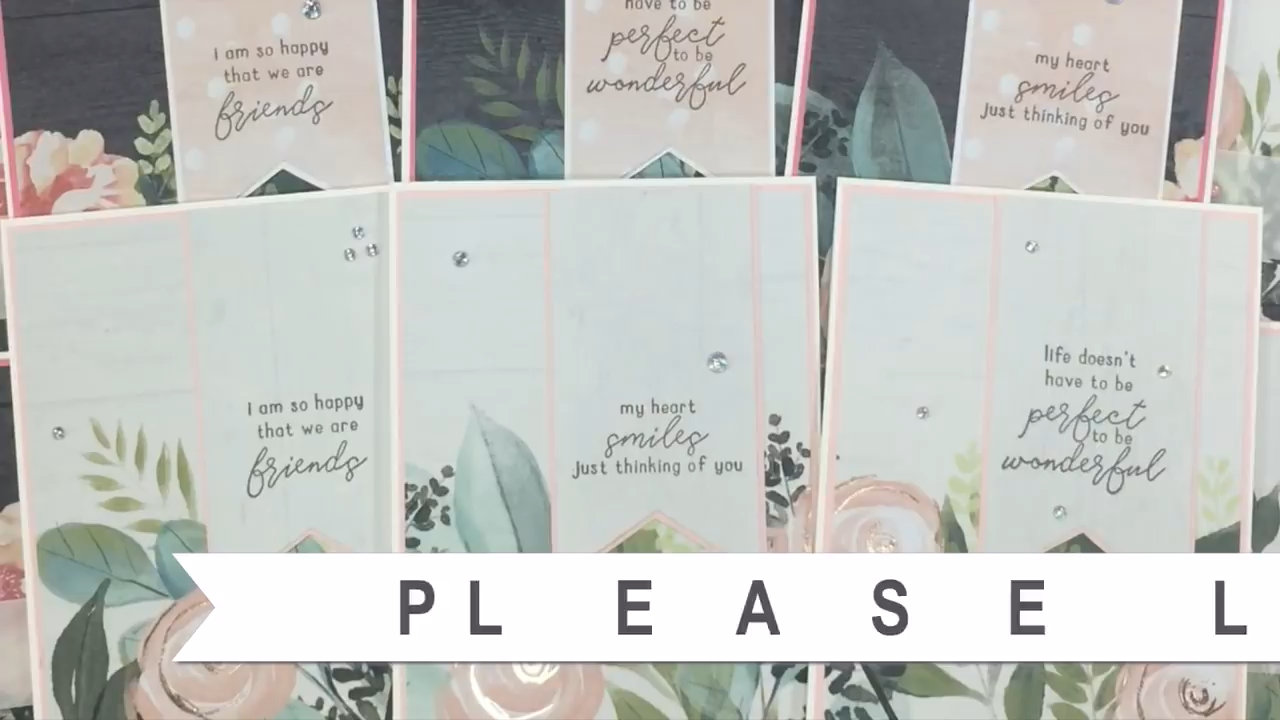 I am so happy
that we are
friends
have to be
perfect
to be
wonderful
my heart
smiles
just thinking of you
I am so happy
that we are
friends
my heart
smiles
just thinking of you
life doesn't
have to be
perfect
to be
wonderful
PLEASE L